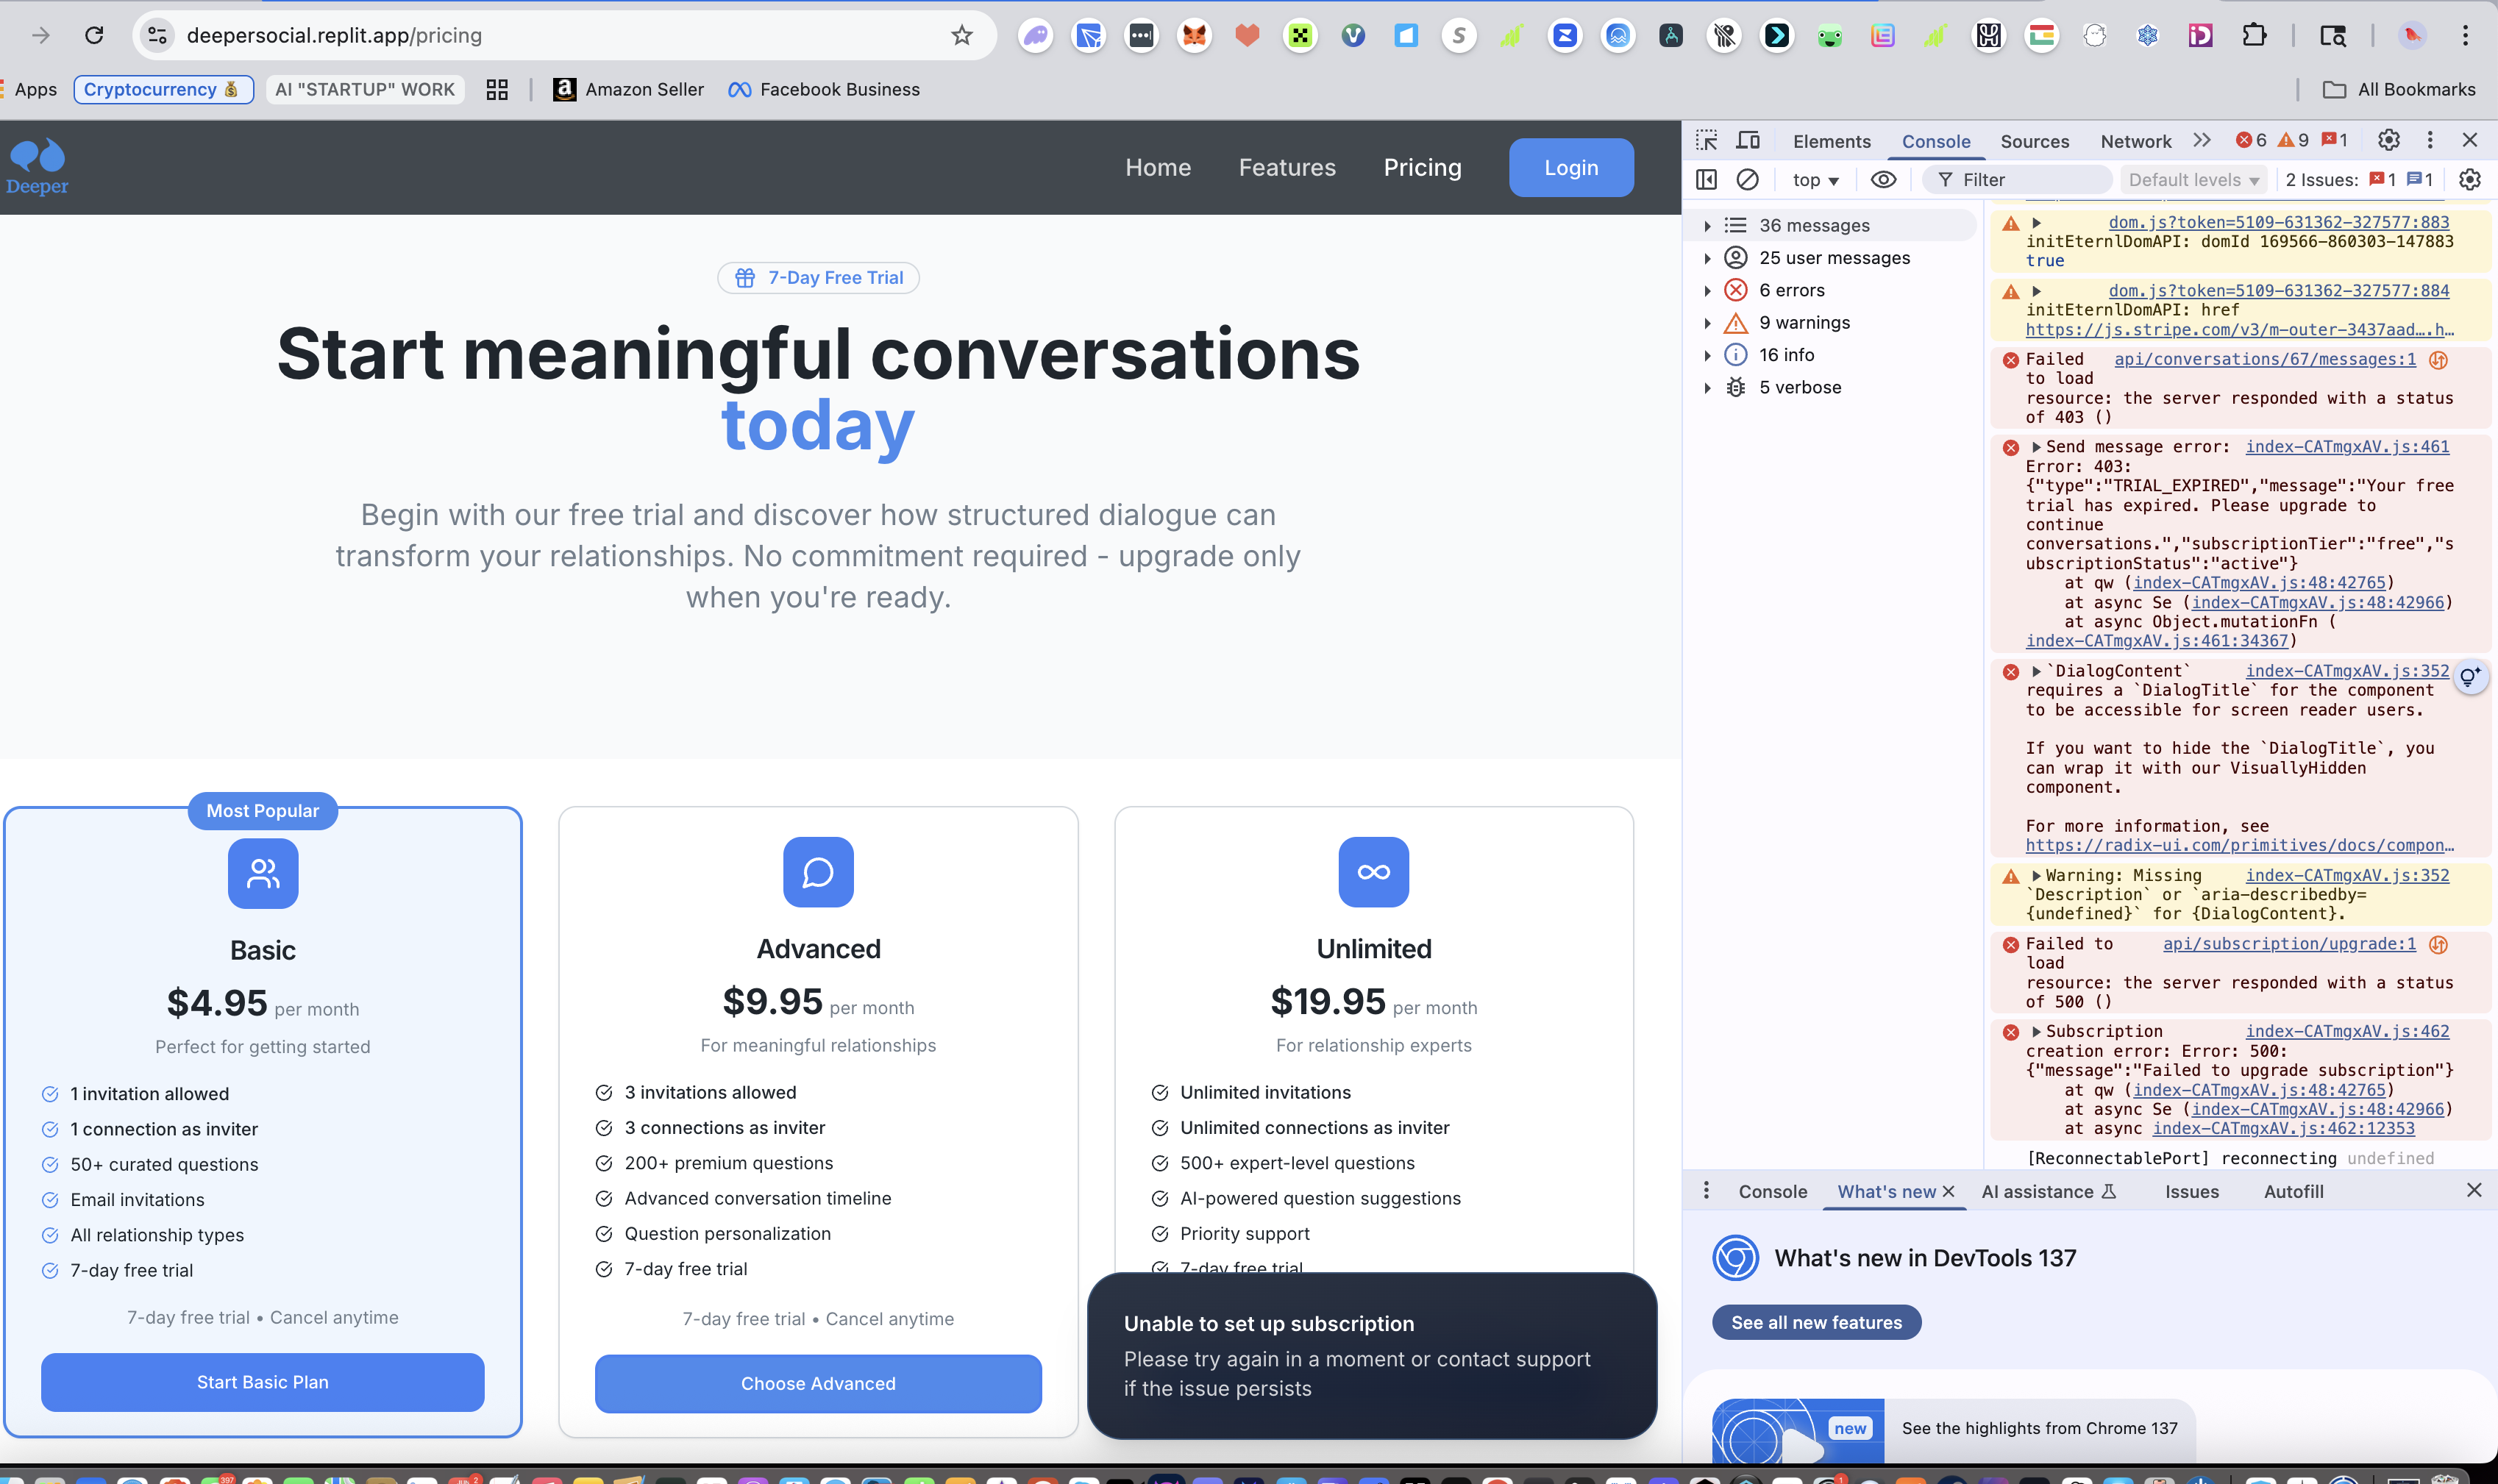 deepersocial.replit.app/pricing
Apps
Cryptocurrency 💰
AI "STARTUP" WORK
Amazon Seller
Facebook Business
All Bookmarks
Deeper
Home
Features
Pricing
Login
7-Day Free Trial
Start meaningful conversations
today
Begin with our free trial and discover how structured dialogue can
transform your relationships. No commitment required - upgrade only
when you're ready.
Most Popular
Basic
$4.95 per month
Perfect for getting started
1 invitation allowed
1 connection as inviter
50+ curated questions
Email invitations
All relationship types
7-day free trial
7-day free trial • Cancel anytime
Start Basic Plan
Advanced
$9.95 per month
For meaningful relationships
3 invitations allowed
3 connections as inviter
200+ premium questions
Advanced conversation timeline
Question personalization
7-day free trial
7-day free trial • Cancel anytime
Choose Advanced
Unlimited
$19.95 per month
For relationship experts
Unlimited invitations
Unlimited connections as inviter
500+ expert-level questions
AI-powered question suggestions
Priority support
7-day free trial
Unable to set up subscription
Please try again in a moment or contact support
if the issue persists
Elements
Console
Sources
Network
6
9
1
top
Filter
Default levels
2 Issues:
1
1
36 messages
25 user messages
6 errors
9 warnings
16 info
5 verbose
dom.js?token=5109-631362-327577:883
initEternlDomAPI: domId 169566-860303-147883
true
dom.js?token=5109-631362-327577:884
initEternlDomAPI: href
https://js.stripe.com/v3/m-outer-3437aad….h…
Failed api/conversations/67/messages:1
to load
resource: the server responded with a status
of 403 ()
Send message error: index-CATmgxAV.js:461
Error: 403:
{"type":"TRIAL_EXPIRED","message":"Your free
trial has expired. Please upgrade to
continue
conversations.","subscriptionTier":"free","s
ubscriptionStatus":"active"}
at qw (index-CATmgxAV.js:48:42765)
at async Se (index-CATmgxAV.js:48:42966)
at async Object.mutationFn (
index-CATmgxAV.js:461:34367)
`DialogContent` index-CATmgxAV.js:352
requires a `DialogTitle` for the component
to be accessible for screen reader users.
If you want to hide the `DialogTitle`, you
can wrap it with our VisuallyHidden
component.
For more information, see
https://radix-ui.com/primitives/docs/compon…
Warning: Missing index-CATmgxAV.js:352
`Description` or `aria-describedby=
{undefined}` for {DialogContent}.
Failed to api/subscription/upgrade:1
load
resource: the server responded with a status
of 500 ()
Subscription index-CATmgxAV.js:462
creation error: Error: 500:
{"message":"Failed to upgrade subscription"}
at qw (index-CATmgxAV.js:48:42765)
at async Se (index-CATmgxAV.js:48:42966)
at async index-CATmgxAV.js:462:12353
[ReconnectablePort] reconnecting undefined
Console
What's new
AI assistance
Issues
Autofill
What's new in DevTools 137
See all new features
new
See the highlights from Chrome 137
397
2
1